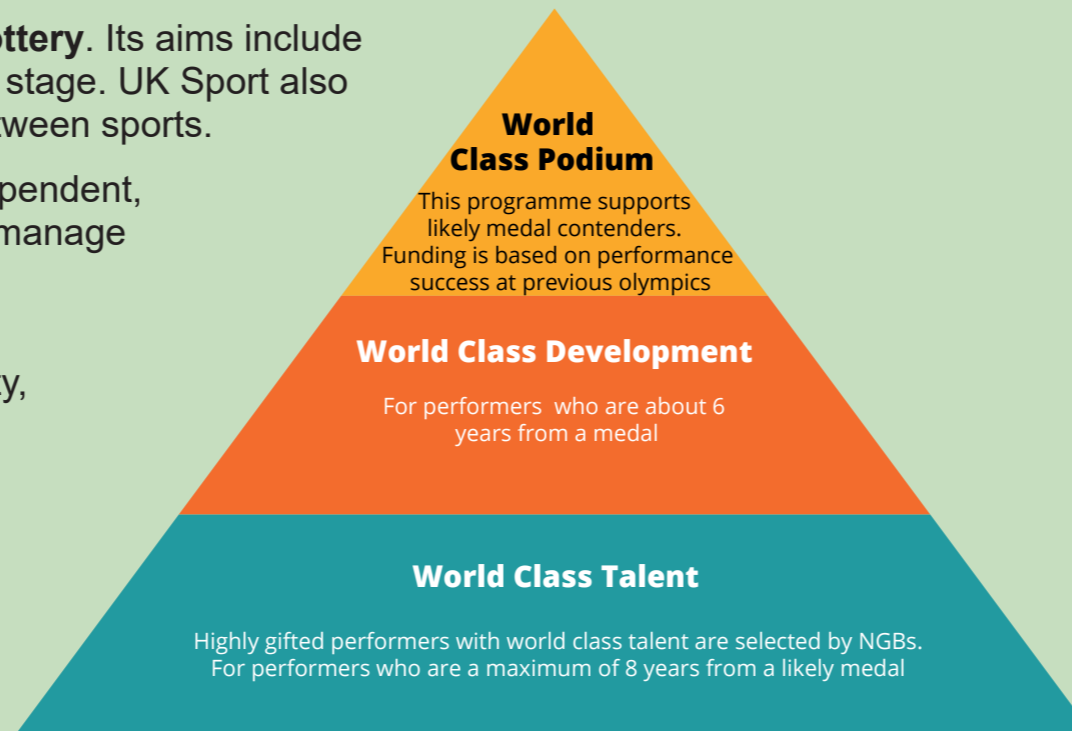 ottery. Its aims include
stage. UK Sport also
tween sports.
pendent,
manage
ty,
World
Class Podium
This programme supports
likely medal contenders.
Funding is based on performance
success at previous olympics
World Class Development
For performers who are about 6
years from a medal
World Class Talent
Highly gifted performers with world class talent are selected by NGBs.
For performers who are a maximum of 8 years from a likely medal